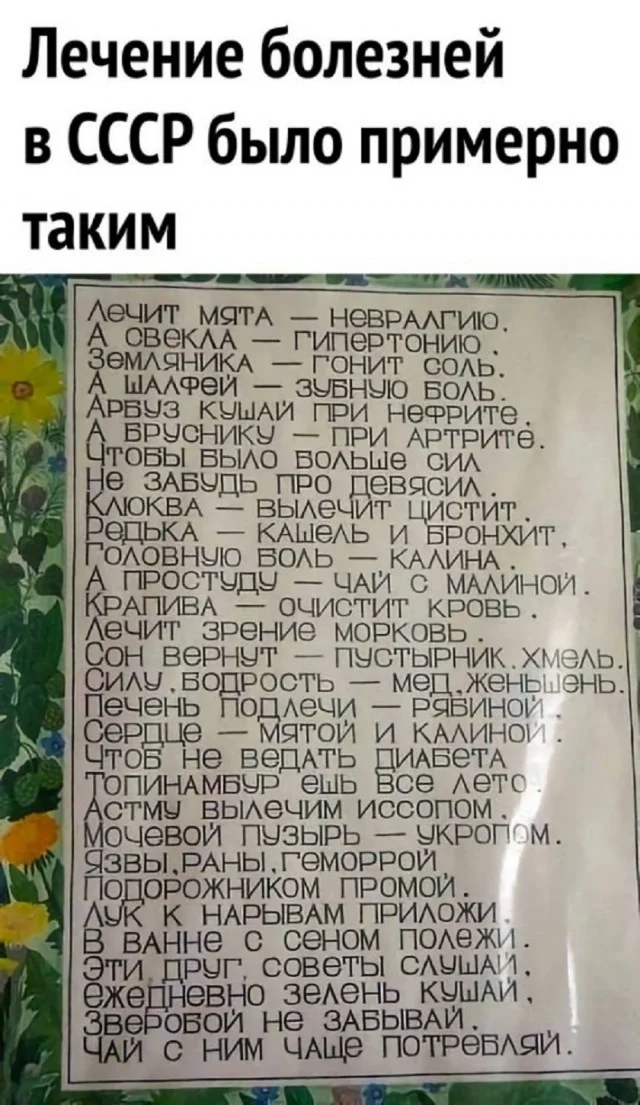 Лечение болезней
в СССР было примерно
таким
Лечит мята — невралгию.
А свекла — гипертонию.
Земляника — гонит соль.
А шалфей — зубную боль.
Арбуз кушай при нефрите.
А бруснику — при артрите.
Чтобы было больше сил
Не забудь про девясил.
Клюква — вылечит цистит.
Редька — кашель и бронхит,
Головную боль — калина.
А простуду — чай с малиной.
Крапива — очистит кровь.
Лечит зрение морковь.
Сон вернут — пустырник, хмель.
Силу, бодрость — мед, женьшень.
Печень подлечи — рябиной,
Сердце — мятой и калиной.
Чтоб не ведать диабета
Топинамбур ешь все лето.
Астму вылечим иссопом,
Мочевой пузырь — укропом.
Язвы, раны, геморрой
Подорожником промой.
Лук к нарывам приложи,
В ванне с сеном полежи.
Эти друг, советы слушай,
Ежедневно зелень кушай,
Зверобой не забывай,
Чай с ним чаще потребляй.